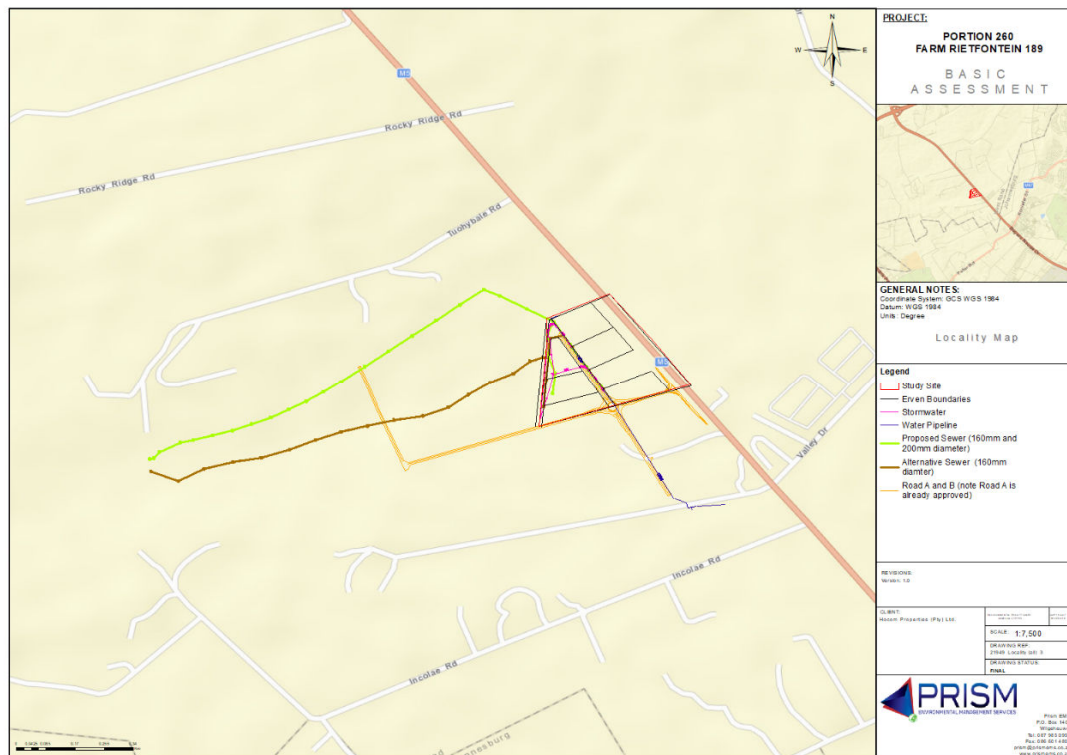 N
W
E
S
M5
Rocky Ridge Rd
Rocky Ridge Rd
Tuohybale Rd
M5
Valley Dr
Incolae Rd
Incolae Rd
PROJECT:
PORTION 260
FARM RIETFONTEIN 189
BASIC
ASSESSMENT
GENERAL NOTES:
Coordinate System: GCS WGS 1984
Datum: WGS 1984
Units: Degree
Locality Map
Legend
Study Site
Erven Boundaries
Stormwater
Water Pipeline
Proposed Sewer (160mm and
200mm diameter)
Alternative Sewer (160mm
diamter)
Road A and B (note Road A is
already approved)
REVISIONS:
Version: 1.0
CLIENT:
Properties (Pty) Ltd.
SCALE: 1:7,500
DRAWING REF:
DRAWING STATUS:
FINAL
PRISM
ENVIRONMENTAL MANAGEMENT SERVICES
Prism EM
P.O. Box 140